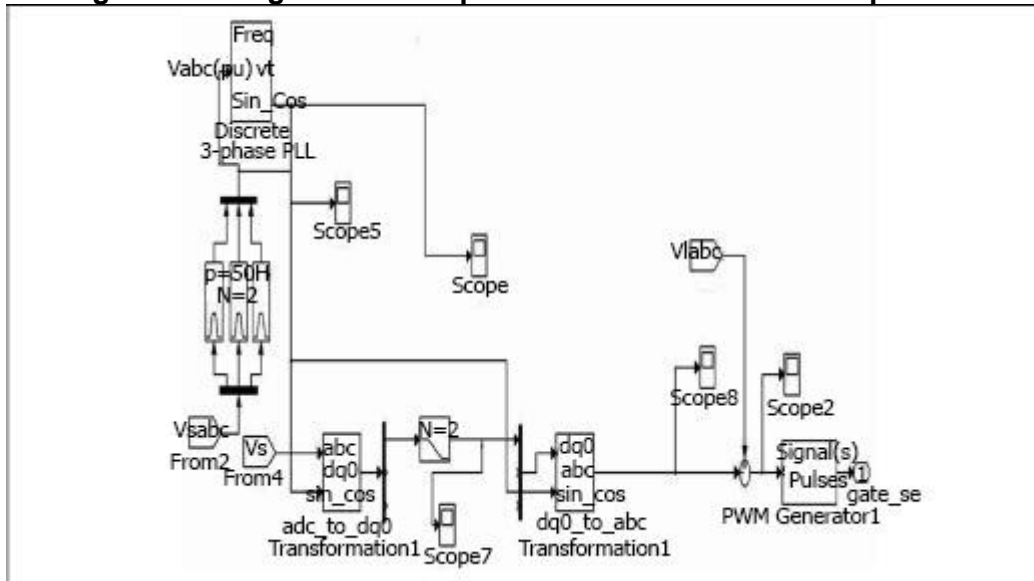 Freq
Vabc(pu) vt
Sin_Cos
Discrete
3-phase PLL
Scope5
Scope
Vlabc
p=50H
N=2
Scope8
Scope2
Vsabc
From2
Vs
From4
abc
dq0
sin_cos
adc_to_dq0
Transformation1
N=2
Scope7
dq0
abc
sin_cos
dq0_to_abc
Transformation1
Signal(s)
Pulses
PWM Generator1
1
gate_se